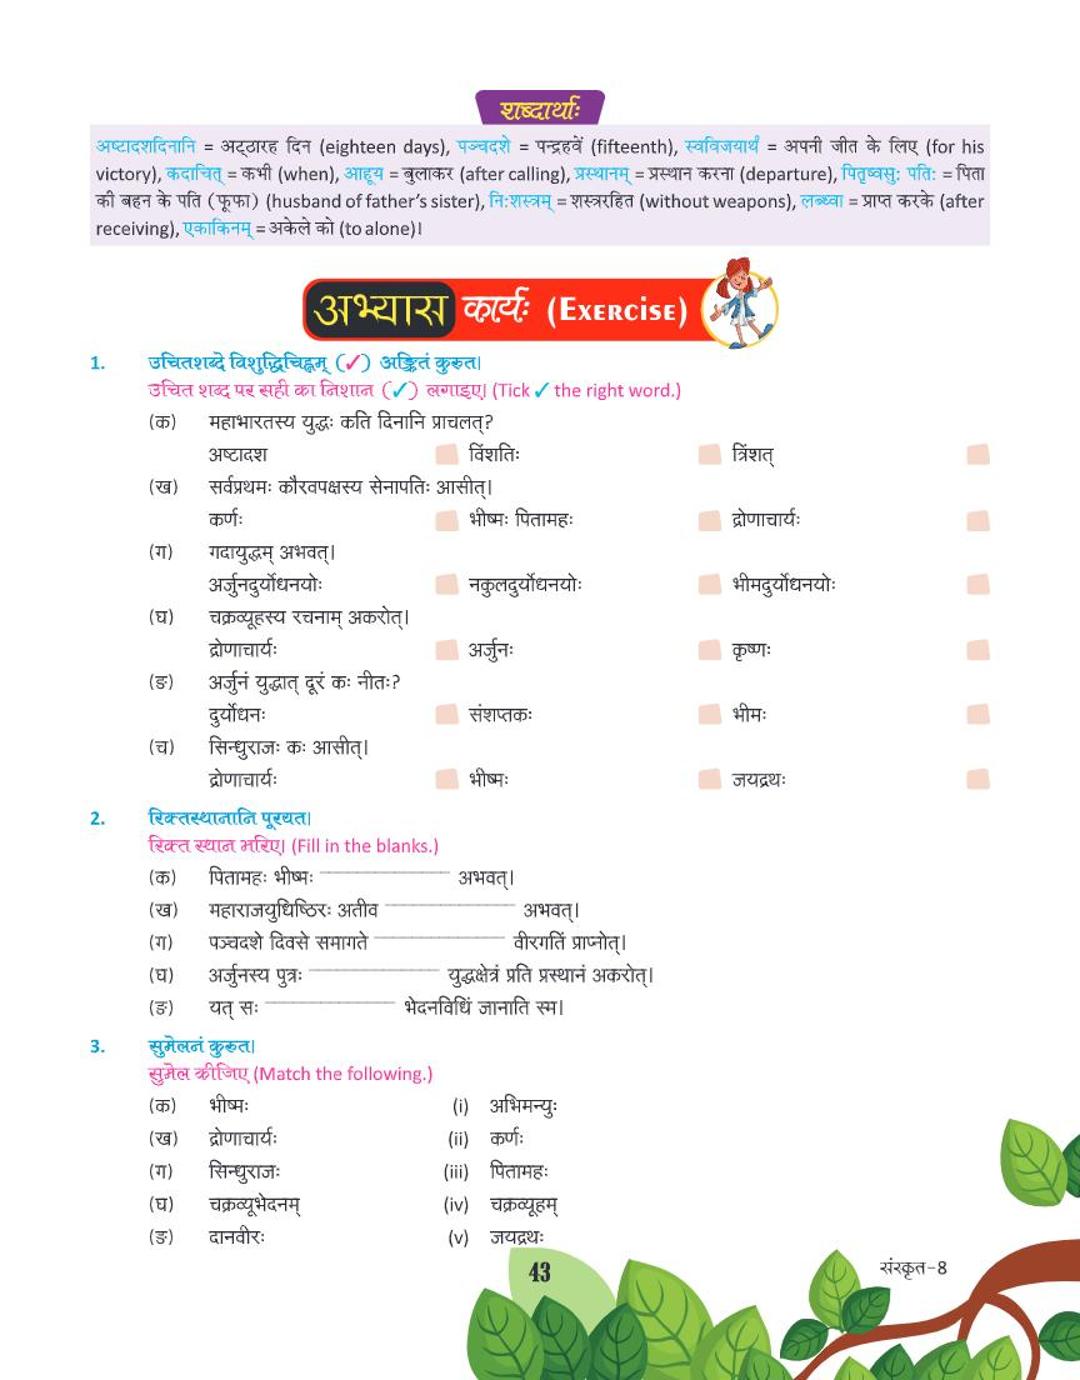 शब्दार्थाः
अष्टादशदिनानि = अट्ठारह दिन (eighteen days), पञ्चदशे = पन्द्रहवें (fifteenth), स्वविजयार्थं = अपनी जीत के लिए (for his
victory), कदाचित् = कभी (when), आहूय = बुलाकर (after calling), प्रस्थानम् = प्रस्थान करना (departure), पितृष्वसुः पतिः = पिता
की बहन के पति (फूफा) (husband of father's sister), निःशस्त्रम् = शस्त्ररहित (without weapons), लब्ध्वा = प्राप्त करके (after
receiving), एकाकिनम् = अकेले को (to alone)।
अभ्यास कार्यः (Exercise)
1. उचितशब्दे विशुद्धिचिह्नम् (✓) अङ्कितं कुरुत।
उचित शब्द पर सही का निशान (✓) लगाइए। (Tick ✓ the right word.)
(क) महाभारतस्य युद्धः कति दिनानि प्राचलत्?
अष्टादश विंशतिः त्रिंशत्
(ख) सर्वप्रथमः कौरवपक्षस्य सेनापतिः आसीत्।
कर्णः भीष्मः पितामहः द्रोणाचार्यः
(ग) गदायुद्धम् अभवत्।
अर्जुनदुर्योधनयोः नकुलदुर्योधनयोः भीमदुर्योधनयोः
(घ) चक्रव्यूहस्य रचनाम् अकरोत्।
द्रोणाचार्यः अर्जुनः कृष्णः
(ङ) अर्जुनं युद्धात् दूरं कः नीतः?
दुर्योधनः संशप्तकः भीमः
(च) सिन्धुराजः कः आसीत्।
द्रोणाचार्यः भीष्मः जयद्रथः
2. रिक्तस्थानानि पूरयत।
रिक्त स्थान भरिए। (Fill in the blanks.)
(क) पितामहः भीष्मः ____________ अभवत्।
(ख) महाराजयुधिष्ठिरः अतीव ____________ अभवत्।
(ग) पञ्चदशे दिवसे समागते ____________ वीरगतिं प्राप्नोत्।
(घ) अर्जुनस्य पुत्रः ____________ युद्धक्षेत्रं प्रति प्रस्थानं अकरोत्।
(ङ) यत् सः ____________ भेदनविधिं जानाति स्म।
3. सुमेलनं कुरुत।
सुमेल कीजिए (Match the following.)
(क) भीष्मः (i) अभिमन्युः
(ख) द्रोणाचार्यः (ii) कर्णः
(ग) सिन्धुराजः (iii) पितामहः
(घ) चक्रव्यूभेदनम् (iv) चक्रव्यूहम्
(ङ) दानवीरः (v) जयद्रथः
43
संस्कृत-8